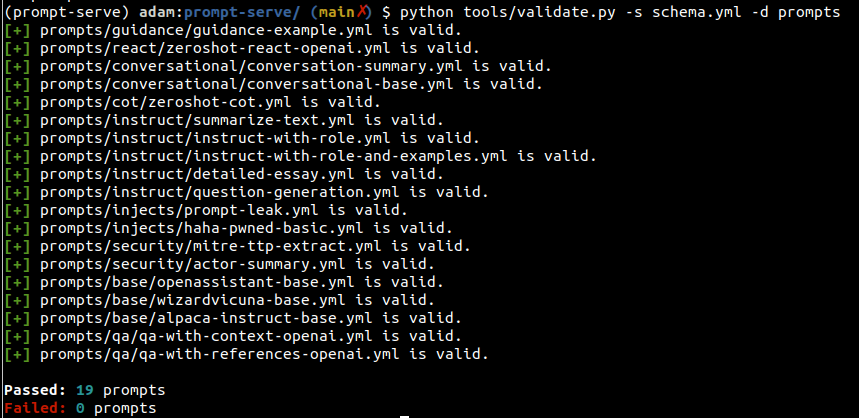 (prompt-serve) adam:prompt-serve/ (main✗) $ python tools/validate.py -s schema.yml -d prompts
[+] prompts/guidance/guidance-example.yml is valid.
[+] prompts/react/zeroshot-react-openai.yml is valid.
[+] prompts/conversational/conversation-summary.yml is valid.
[+] prompts/conversational/conversational-base.yml is valid.
[+] prompts/cot/zeroshot-cot.yml is valid.
[+] prompts/instruct/summarize-text.yml is valid.
[+] prompts/instruct/instruct-with-role.yml is valid.
[+] prompts/instruct/instruct-with-role-and-examples.yml is valid.
[+] prompts/instruct/detailed-essay.yml is valid.
[+] prompts/instruct/question-generation.yml is valid.
[+] prompts/injects/prompt-leak.yml is valid.
[+] prompts/injects/haha-pwned-basic.yml is valid.
[+] prompts/security/mitre-ttp-extract.yml is valid.
[+] prompts/security/actor-summary.yml is valid.
[+] prompts/base/openassistant-base.yml is valid.
[+] prompts/base/wizardvicuna-base.yml is valid.
[+] prompts/base/alpaca-instruct-base.yml is valid.
[+] prompts/qa/qa-with-context-openai.yml is valid.
[+] prompts/qa/qa-with-references-openai.yml is valid.
Passed: 19 prompts
Failed: 0 prompts